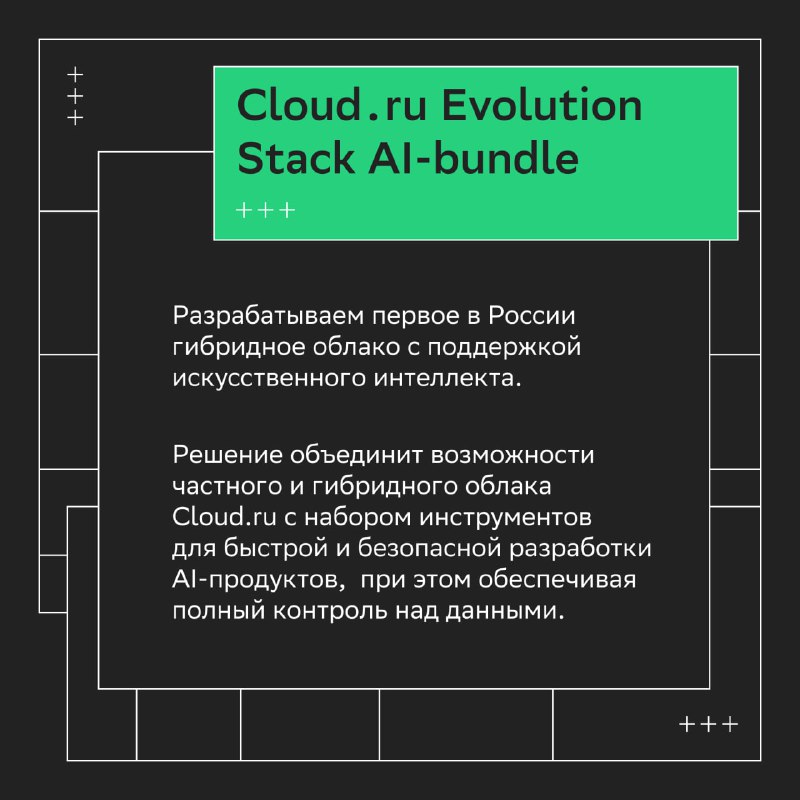 Cloud.ru Evolution
Stack AI-bundle
Разрабатываем первое в России
гибридное облако с поддержкой
искусственного интеллекта.
Решение объединит возможности
частного и гибридного облака
Cloud.ru с набором инструментов
для быстрой и безопасной разработки
AI-продуктов,  при этом обеспечивая
полный контроль над данными.